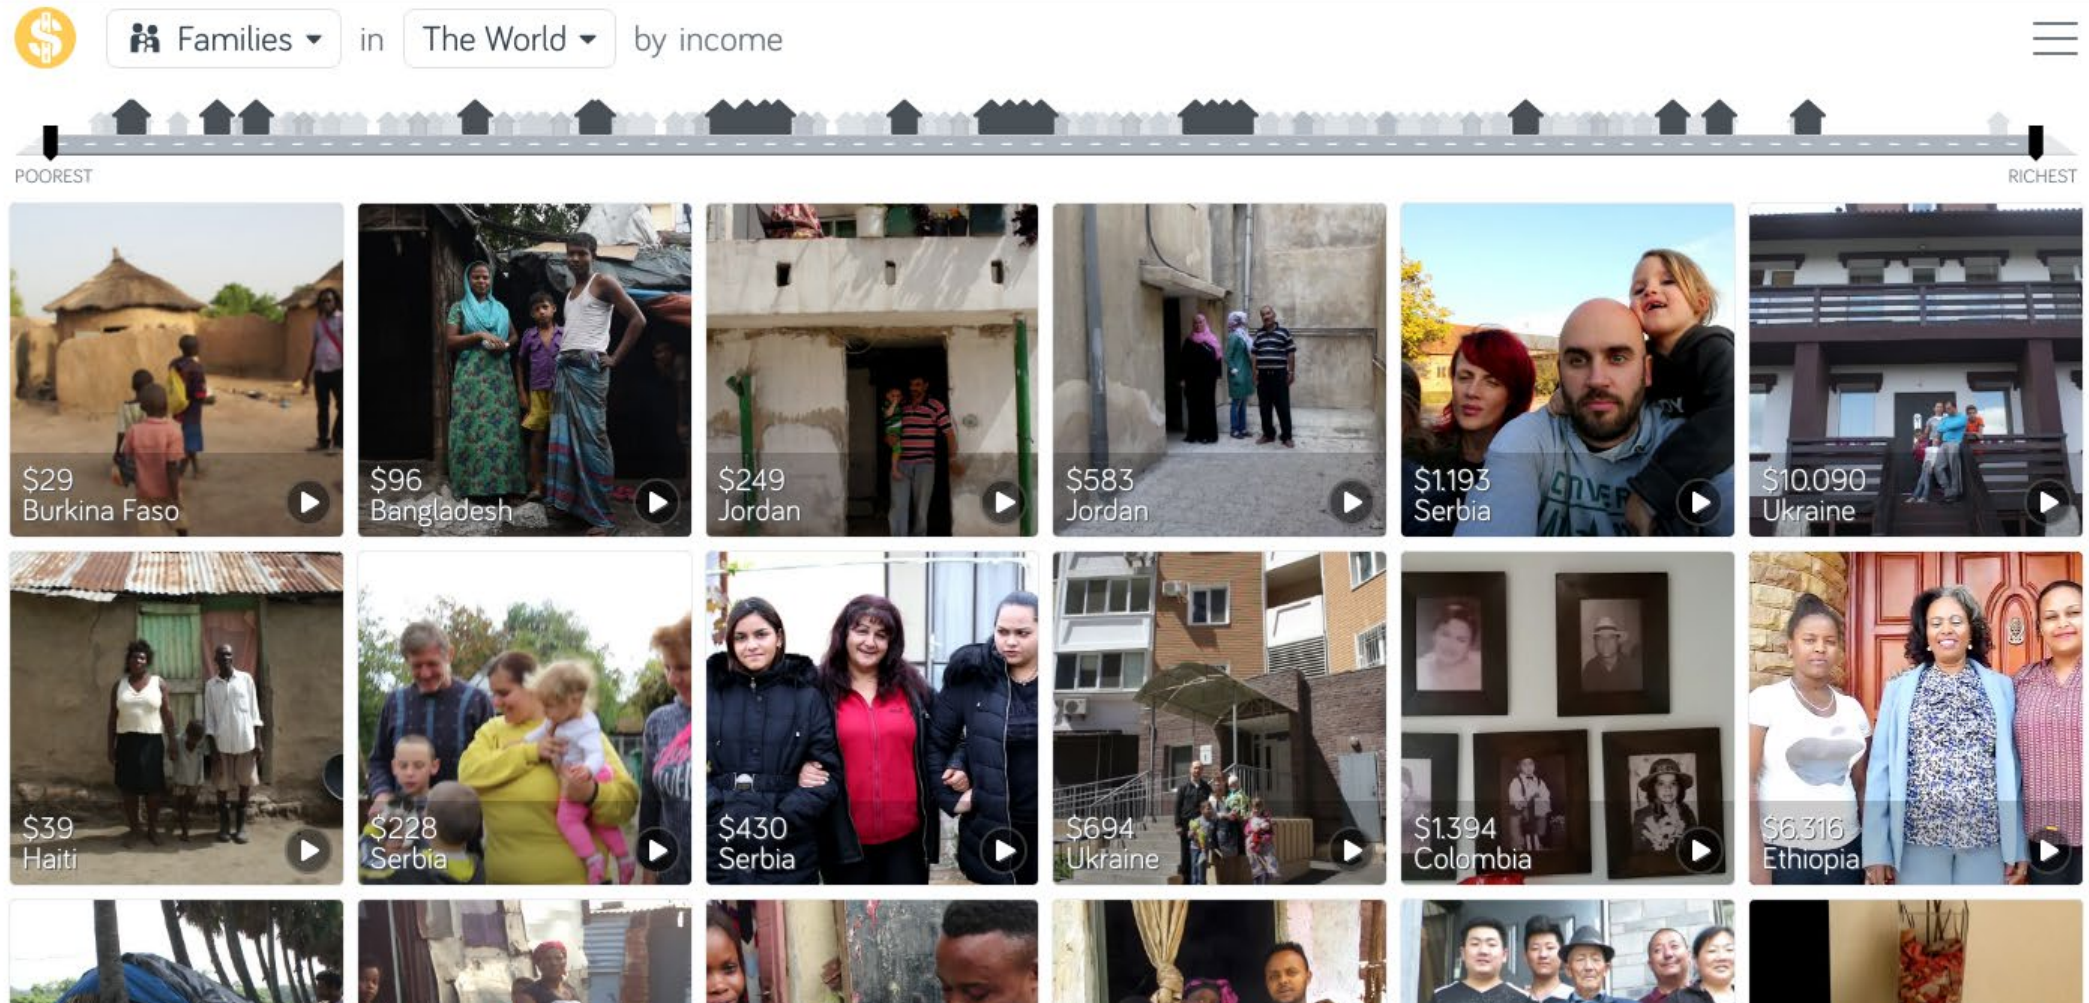 Families in The World by income
POOREST
RICHEST
$29
Burkina Faso
$96
Bangladesh
$249
Jordan
$583
Jordan
$1.193
Serbia
$10.090
Ukraine
$39
Haiti
$228
Serbia
$430
Serbia
$694
Ukraine
$1.394
Colombia
$6.316
Ethiopia